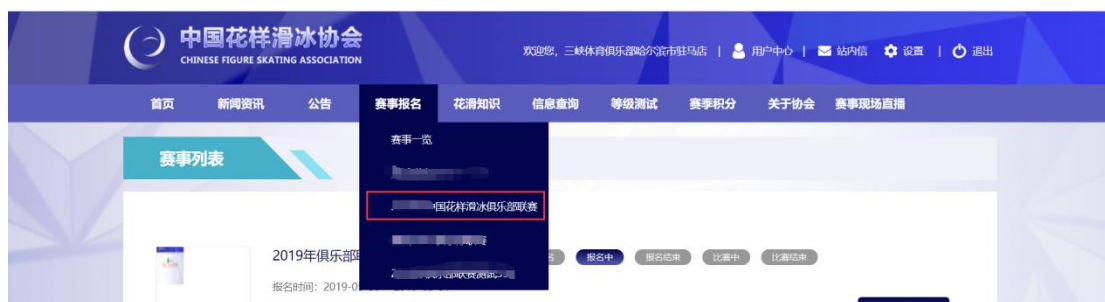 中国花样滑冰协会
CHINESE FIGURE SKATING ASSOCIATION
欢迎您，三峡体育俱乐部哈尔滨市驻马店 | 用户中心 | 站内信 设置 | 退出
首页 新闻资讯 公告 赛事报名 花滑知识 信息查询 等级测试 赛季积分 关于协会 赛事现场直播
赛事一览
赛事列表
国花样滑冰俱乐部联赛
2019年俱乐部 报名中 报名结束 比赛中 比赛结束
报名时间：2019-0